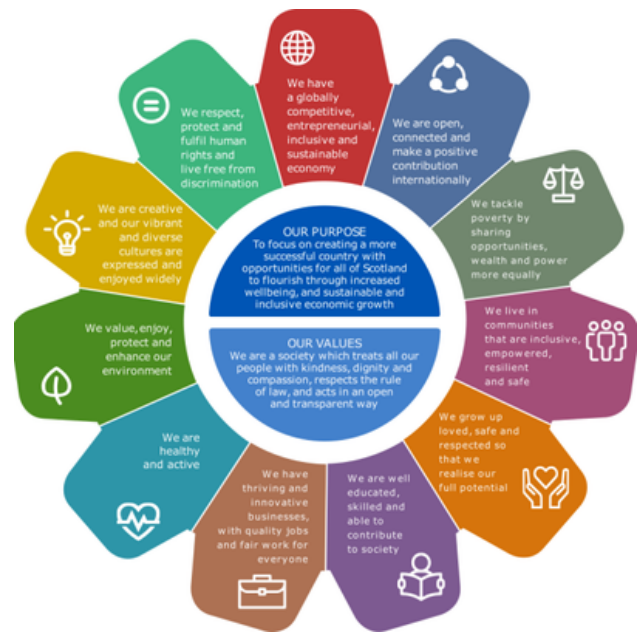 We have
a globally
competitive,
entrepreneurial,
inclusive and
sustainable
economy
We are open,
connected and
make a positive
contribution
internationally
We tackle
poverty by
sharing
opportunities,
wealth and power
more equally
We live in
communities
that are inclusive,
empowered,
resilient
and safe
We grow up
loved, safe and
respected so
that we
realise our
full potential
We are well
educated,
skilled and
able to
contribute
to society
We have
thriving and
innovative
businesses,
with quality jobs
and fair work for
everyone
We are
healthy
and active
We value, enjoy,
protect and
enhance our
environment
We are creative
and our vibrant
and diverse
cultures are
expressed and
enjoyed widely
We respect,
protect and
fulfil human
rights and
live free from
discrimination
OUR PURPOSE
To focus on creating a more
successful country with
opportunities for all of Scotland
to flourish through increased
wellbeing, and sustainable and
inclusive economic growth
OUR VALUES
We are a society which treats all our
people with kindness, dignity and
compassion, respects the rule
of law, and acts in an open
and transparent way